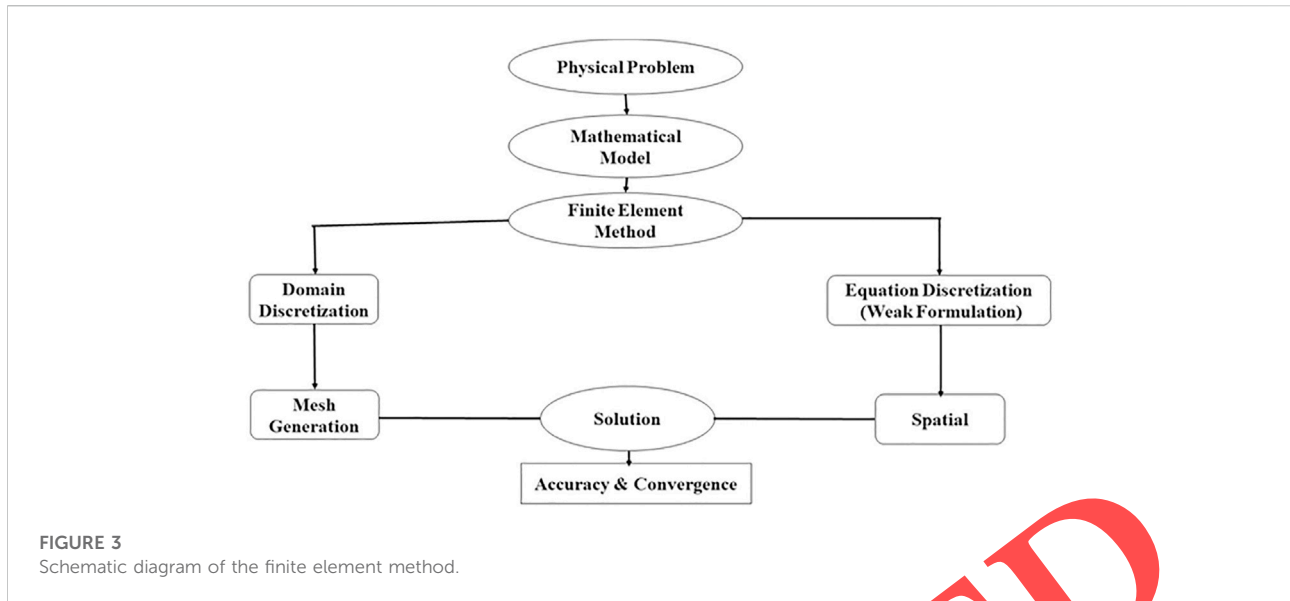 Physical Problem
Mathematical
Model
Finite Element
Method
Domain
Discretization
Equation Discretization
(Weak Formulation)
Mesh
Generation
Solution
Spatial
Accuracy & Convergence
FIGURE 3
Schematic diagram of the finite element method.